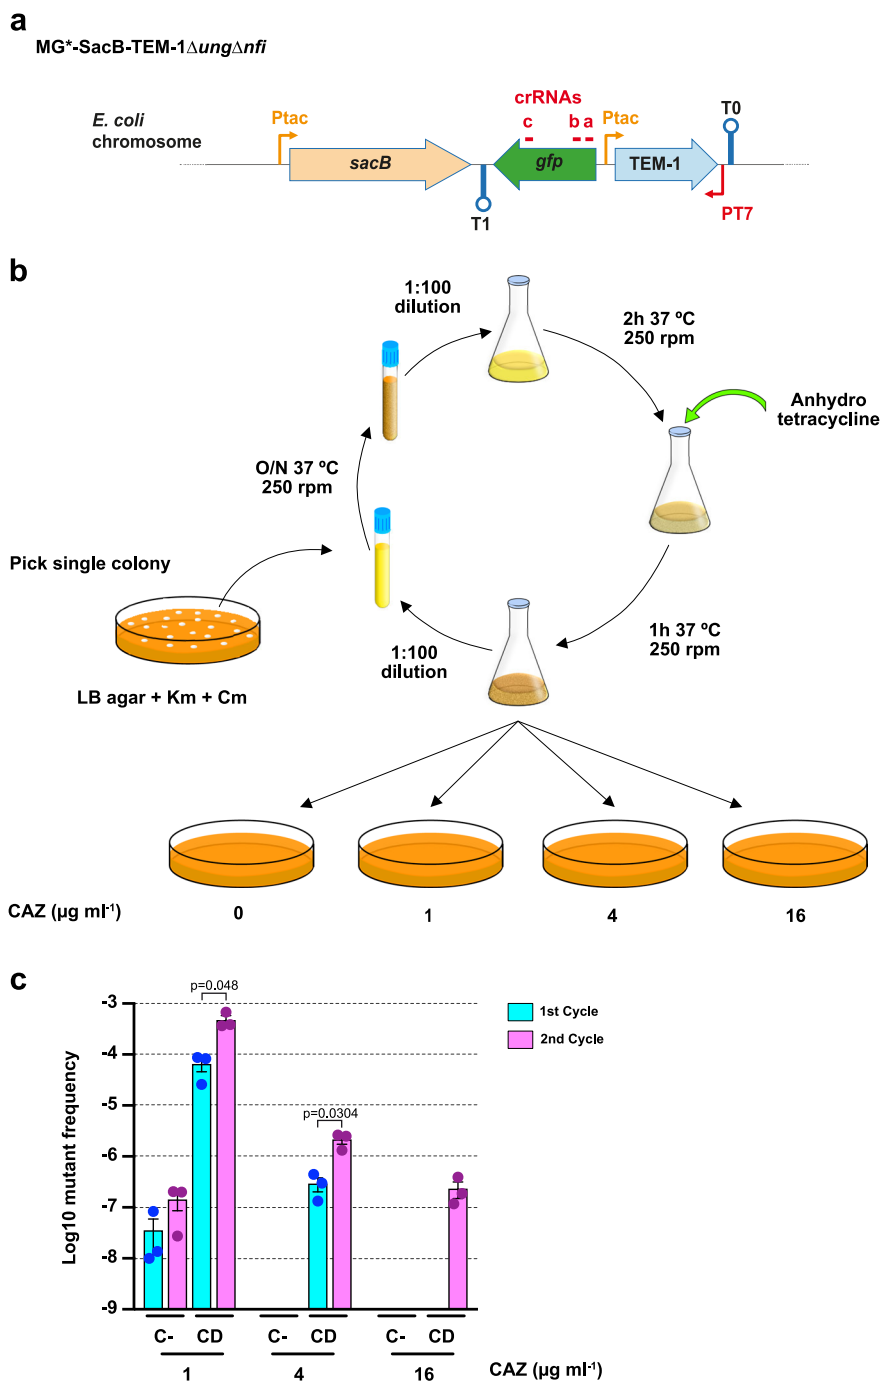 a
MG*-SacB-TEM-1ΔungΔnfi
E. coli
chromosome
Ptac
sacB
T1
crRNAs
c b a
gfp
Ptac
TEM-1
T0
PT7
b
1:100
dilution
2h 37 ºC
250 rpm
Anhydro
tetracycline
O/N 37 ºC
250 rpm
Pick single colony
LB agar + Km + Cm
1:100
dilution
1h 37 ºC
250 rpm
CAZ (µg ml-1)
0
1
4
16
c
Log10 mutant frequency
-3
-4
-5
-6
-7
-8
-9
p=0.048
p=0.0304
1st Cycle
2nd Cycle
C- CD C- CD C- CD
1 4 16
CAZ (µg ml-1)